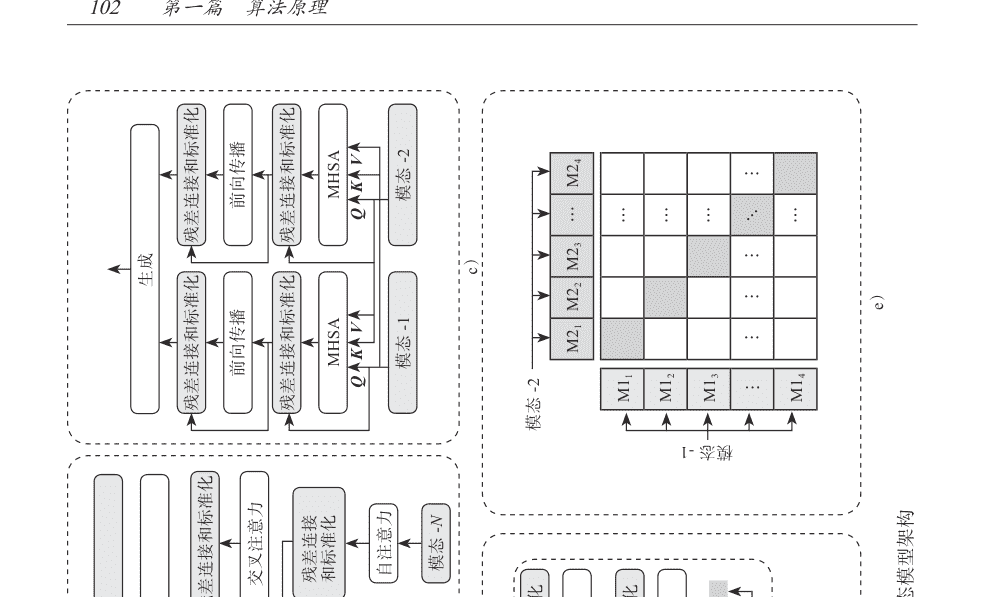 102 第一篇 算法原理
生成
残差连接和标准化
前向传播
残差连接和标准化
MHSA
Q K V
模态 -1
残差连接和标准化
前向传播
残差连接和标准化
MHSA
Q K V
模态 -2
c）
交叉注意力
残差连接
和标准化
自注意力
模态 -N
差连接和标准化
模态 -2
M2₁ M2₂ M2₃ … M2₄
M1₁
M1₂
M1₃
…
M1₄
模态 -1
e）
态模型架构
化
化